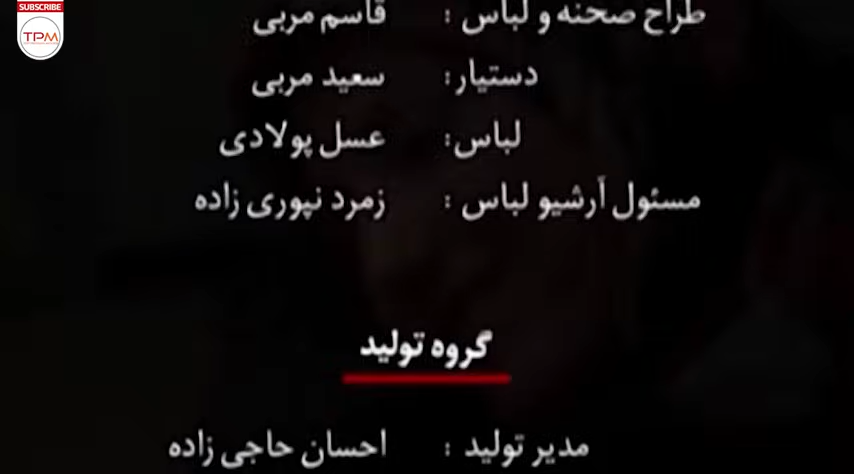 SUBSCRIBE
TPM
طراح صحنه و لباس : قاسم مربی
دستیار: سعید مربی
لباس: عسل پولادی
مسئول آرشیو لباس : زمرد نپوری زاده
گروه تولید
مدیر تولید : احسان حاجی زاده